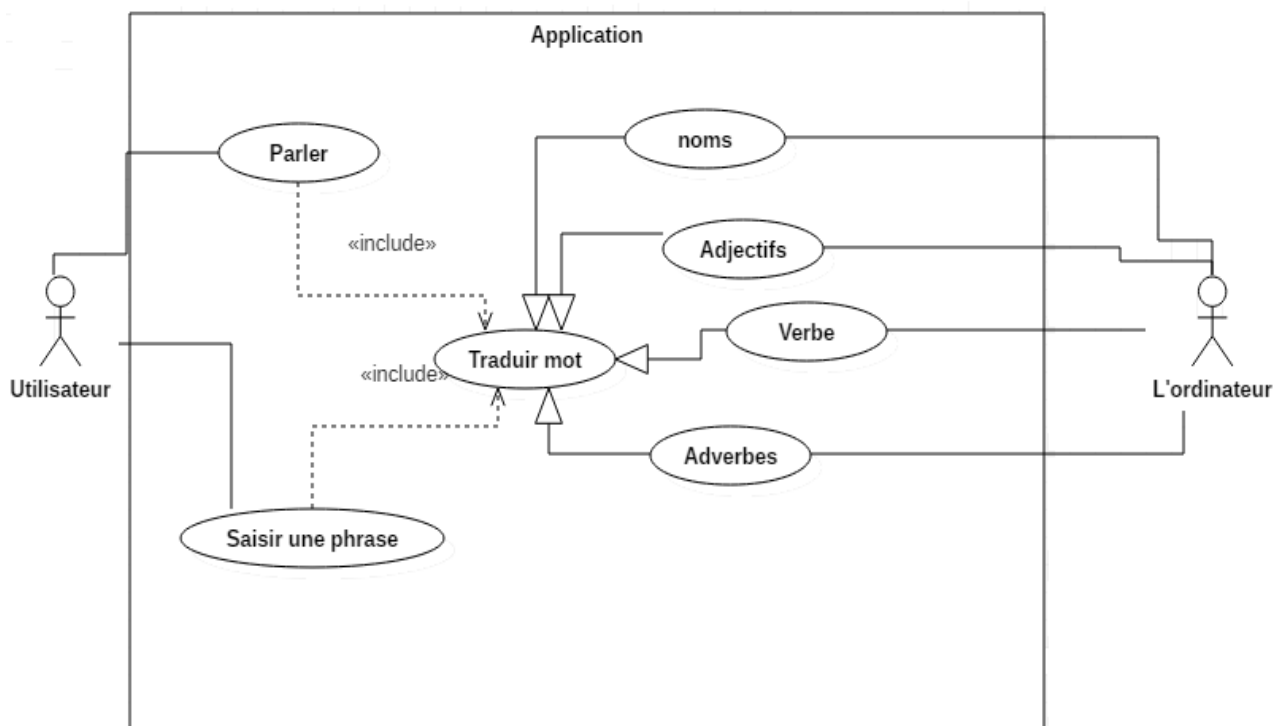 Application
Parler
noms
«include»
Adjectifs
Verbe
Traduir mot
«include»
Utilisateur
L'ordinateur
Adverbes
Saisir une phrase